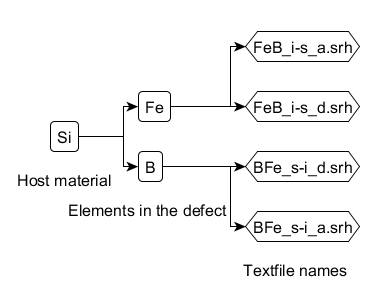 FeB_i-s_a.srh
Fe
FeB_i-s_d.srh
Si
B
BFe_s-i_d.srh
Host material
Elements in the defect
BFe_s-i_a.srh
Textfile names